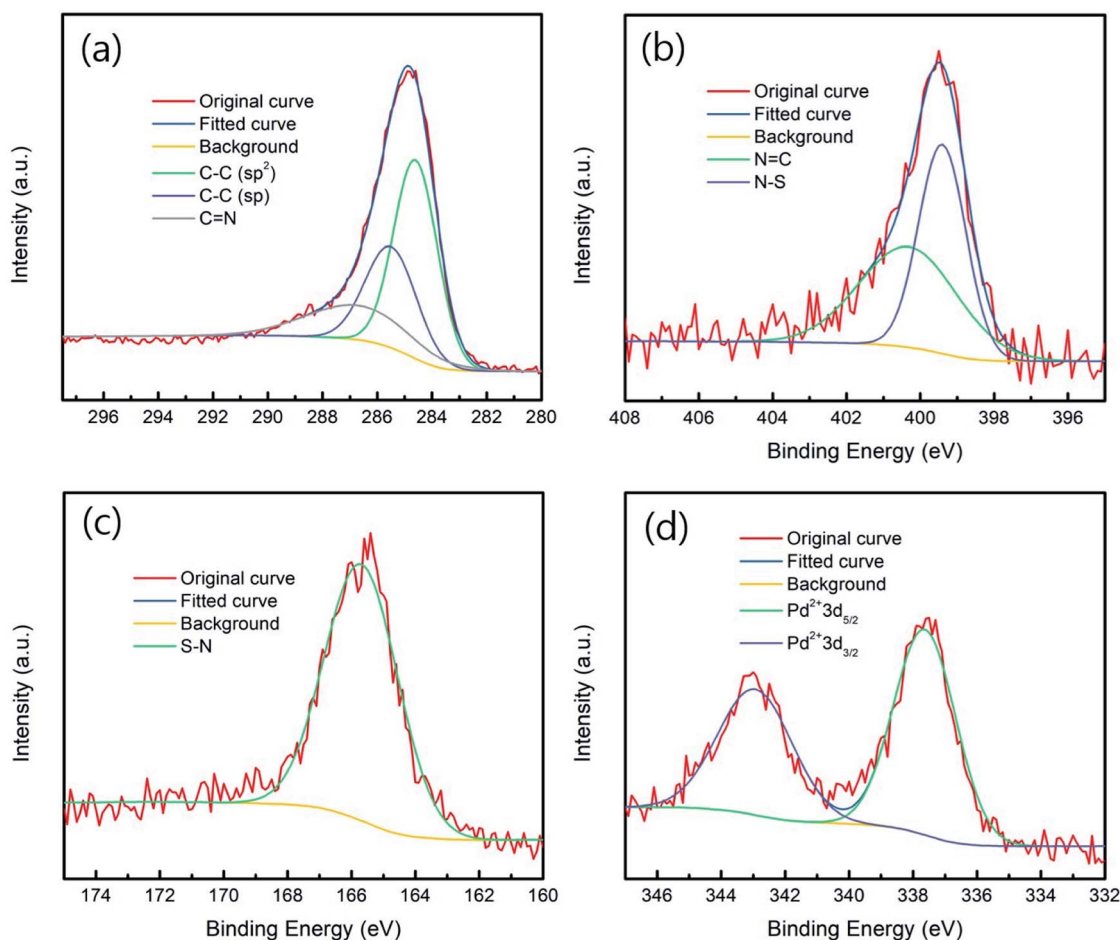 (a)
Original curve
Fitted curve
Background
C-C (sp²)
C-C (sp)
C=N
Intensity (a.u.)
296 290 288 286 284 282 280
(b)
Original curve
Fitted curve
Background
N=C
N-S
Intensity (a.u.)
408 406 404 402 400 398 396
Binding Energy (eV)
(c)
Original curve
Fitted curve
Background
S-N
Intensity (a.u.)
174 172 170 168 166 164 162 160
Binding Energy (eV)
(d)
Original curve
Fitted curve
Background
Pd²⁺3d₅/₂
Pd²⁺3d₃/₂
Intensity (a.u.)
346 344 342 340 338 336 334 332
Binding Energy (eV)